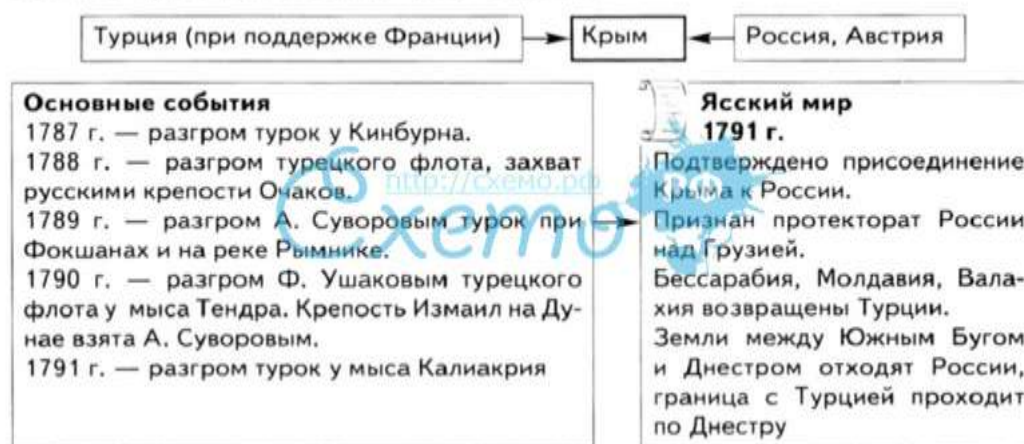 Турция (при поддержке Франции)
Крым
Россия, Австрия
Основные события
1787 г. — разгром турок у Кинбурна.
1788 г. — разгром турецкого флота, захват
русскими крепости Очаков.
1789 г. — разгром А. Суворовым турок при
Фокшанах и на реке Рымнике.
1790 г. — разгром Ф. Ушаковым турецкого
флота у мыса Тендра. Крепость Измаил на Ду-
нае взята А. Суворовым.
1791 г. — разгром турок у мыса Калиакрия
Ясский мир
1791 г.
Подтверждено присоединение
Крыма к России.
Признан протекторат России
над Грузией.
Бессарабия, Молдавия, Вала-
хия возвращены Турции.
Земли между Южным Бугом
и Днестром отходят России,
граница с Турцией проходит
по Днестру
http://схемо.рф
Схемо
РФ